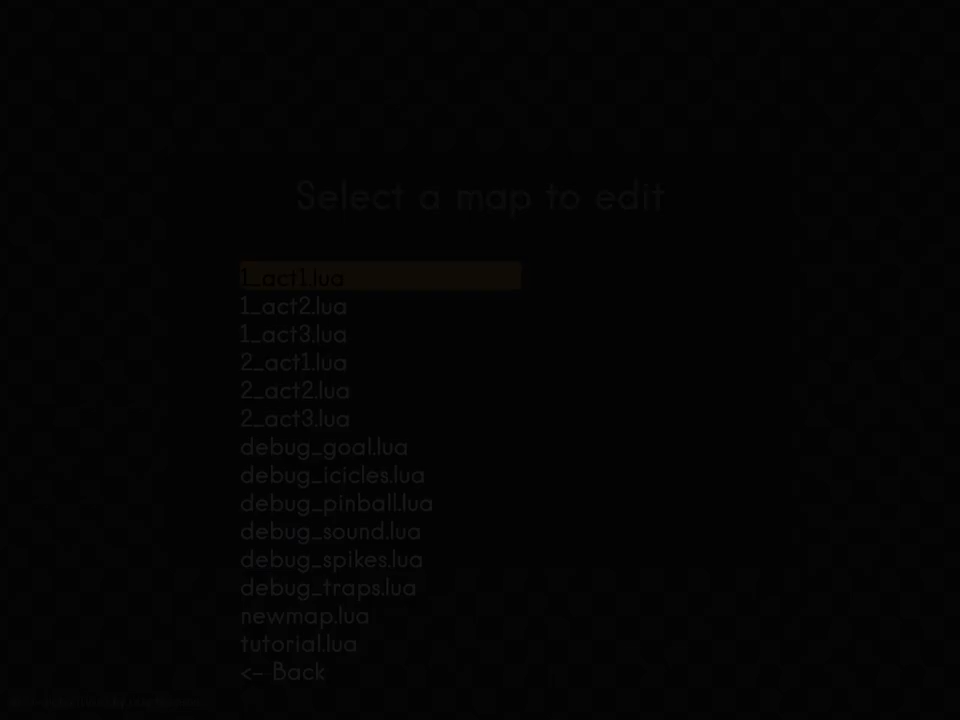 Select a map to edit
1_act1.lua
1_act2.lua
1_act3.lua
2_act1.lua
2_act2.lua
2_act3.lua
debug_goal.lua
debug_icicles.lua
debug_pinball.lua
debug_sound.lua
debug_spikes.lua
debug_traps.lua
newmap.lua
tutorial.lua
<- Back